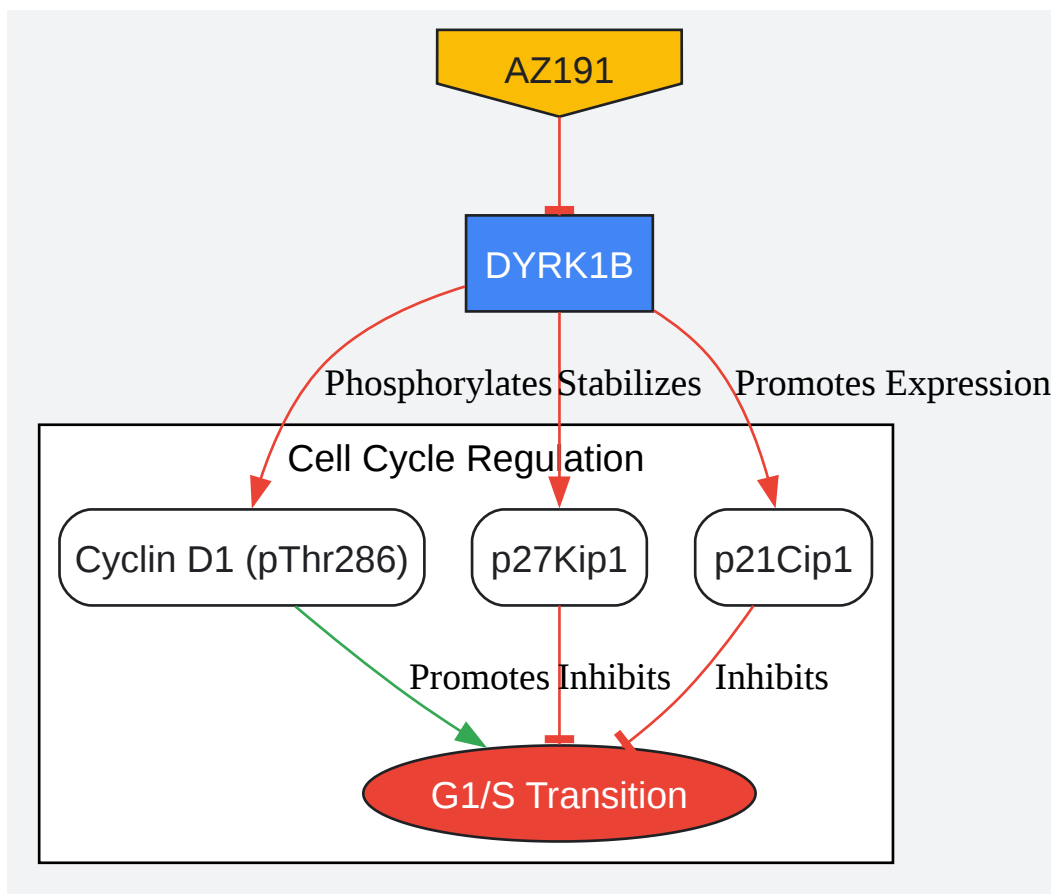 AZ191
DYRK1B
Phosphorylates
Stabilizes
Promotes Expression
Cell Cycle Regulation
Cyclin D1 (pThr286)
p27Kip1
p21Cip1
Promotes
Inhibits
Inhibits
G1/S Transition